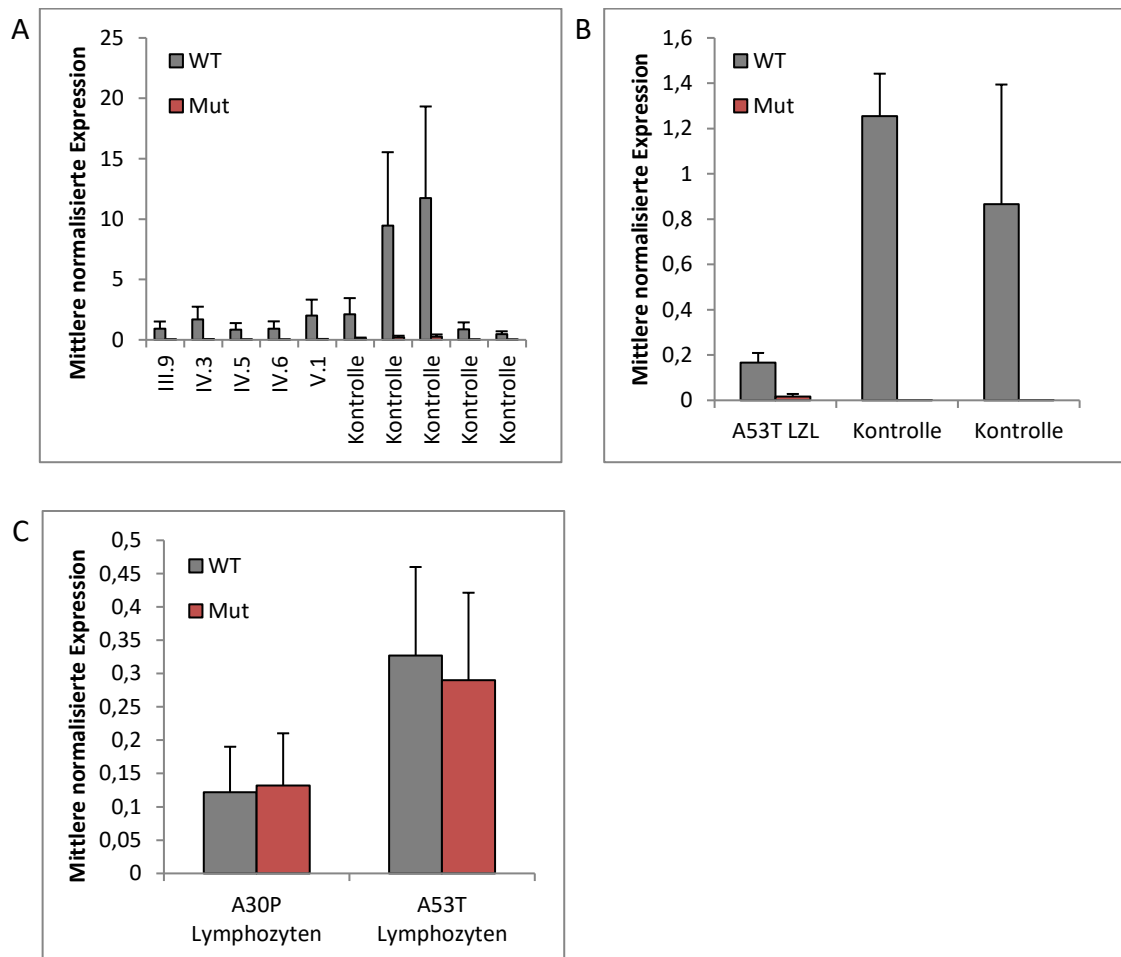 A
Mittlere normalisierte Expression
25
20
15
10
5
0
WT
Mut
III.9
IV.3
IV.5
IV.6
V.1
Kontrolle
Kontrolle
Kontrolle
Kontrolle
Kontrolle
B
Mittlere normalisierte Expression
1,6
1,4
1,2
1
0,8
0,6
0,4
0,2
0
WT
Mut
A53T LZL
Kontrolle
Kontrolle
C
Mittlere normalisierte Expression
0,5
0,45
0,4
0,35
0,3
0,25
0,2
0,15
0,1
0,05
0
WT
Mut
A30P
Lymphozyten
A53T
Lymphozyten